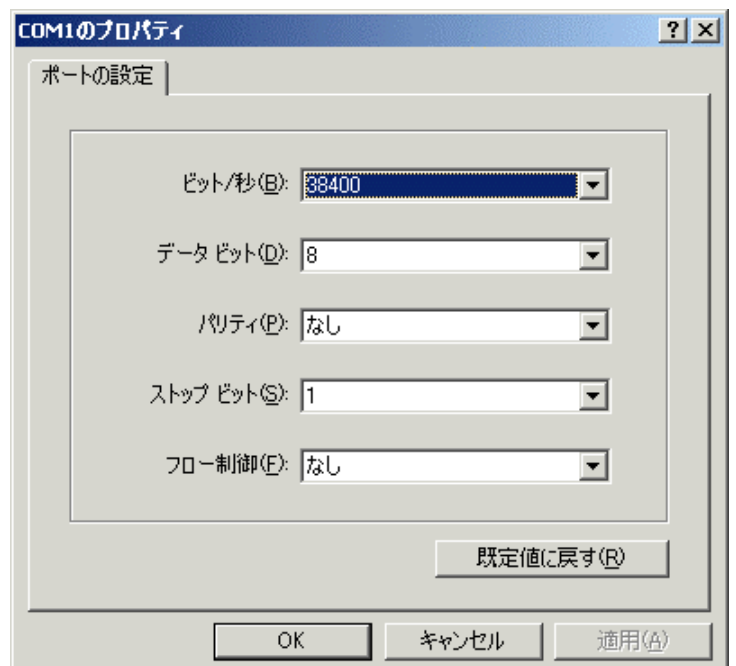 COM1のプロパティ
ポートの設定
ビット/秒(B): 38400
データ ビット(D): 8
パリティ(P): なし
ストップ ビット(S): 1
フロー制御(F): なし
既定値に戻す(R)
OK キャンセル 適用(A)